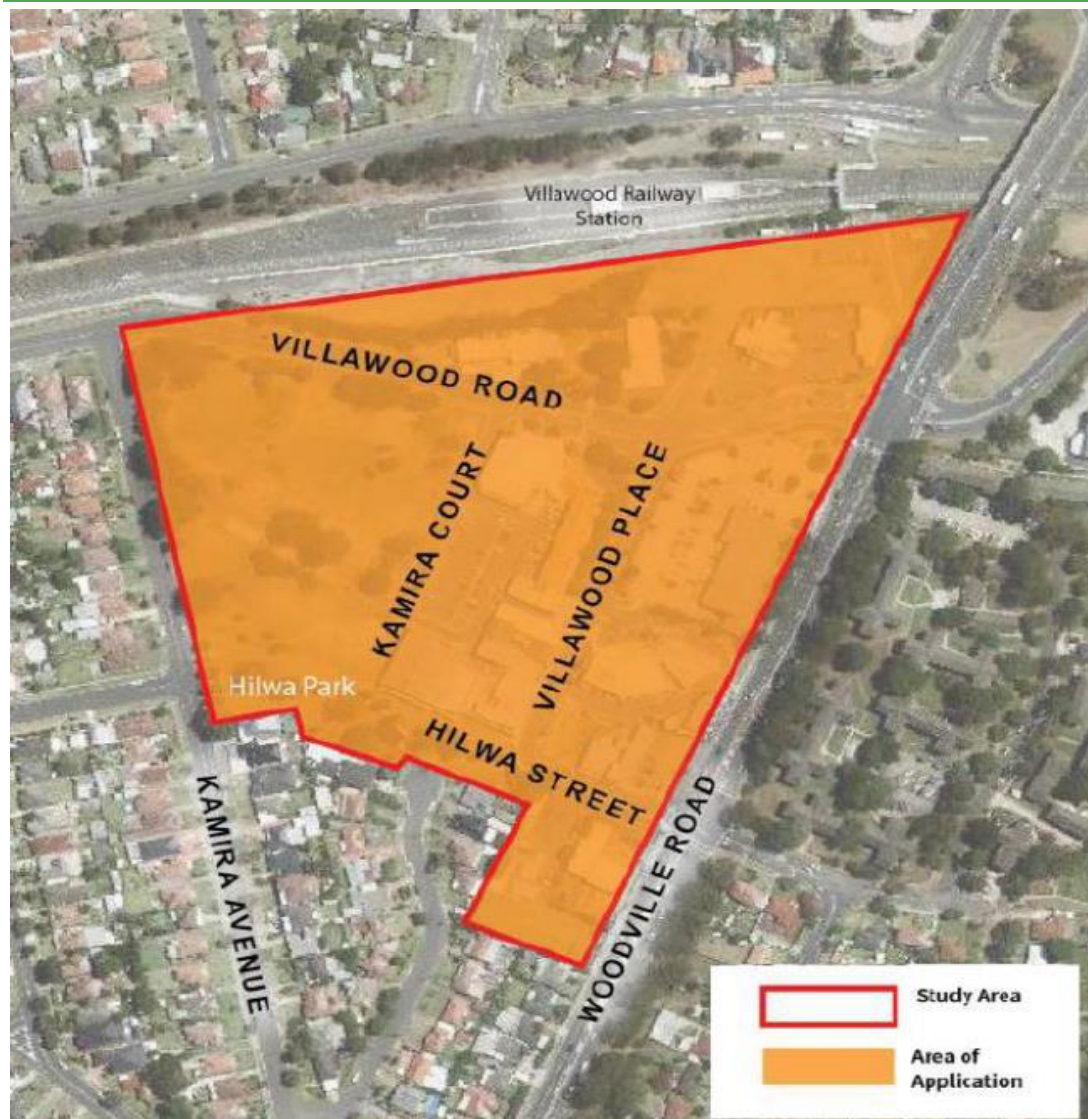 Villawood Railway
Station
VILLAWOOD ROAD
KAMIRA COURT
VILLAWOOD PLACE
Hilwa Park
HILWA STREET
KAMIRA AVENUE
WOODVILLE ROAD
Study Area
Area of
Application